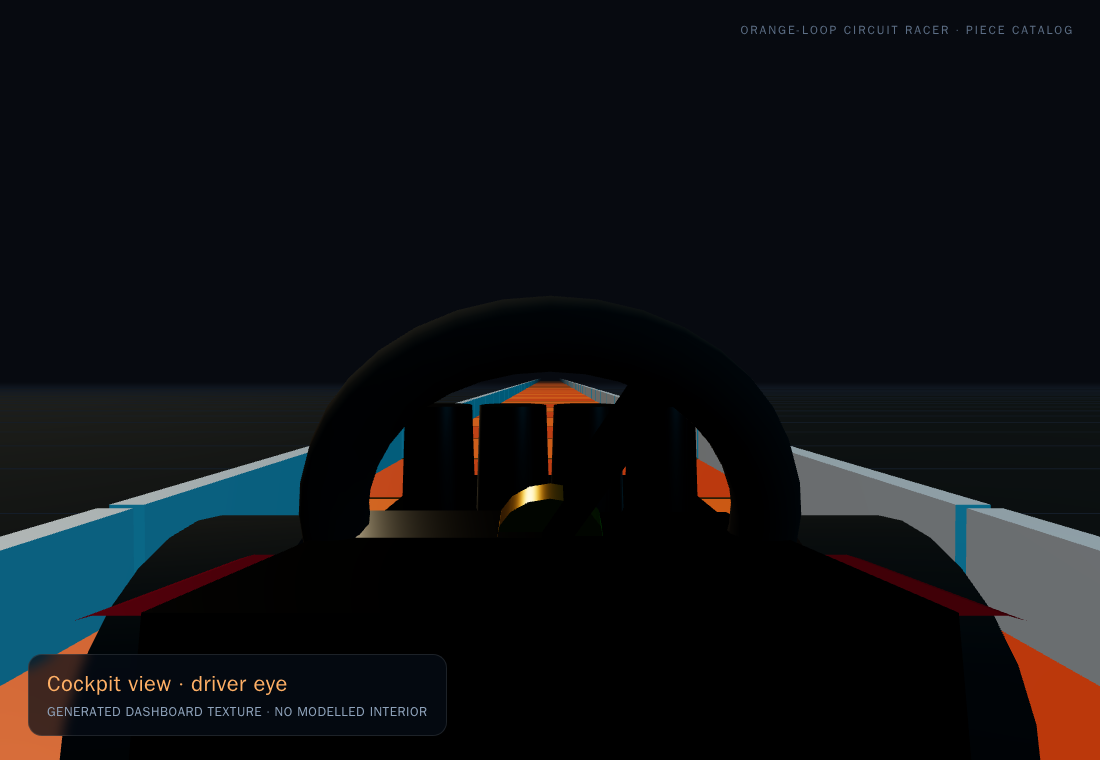 ORANGE-LOOP CIRCUIT RACER · PIECE CATALOG
Cockpit view · driver eye
GENERATED DASHBOARD TEXTURE · NO MODELLED INTERIOR